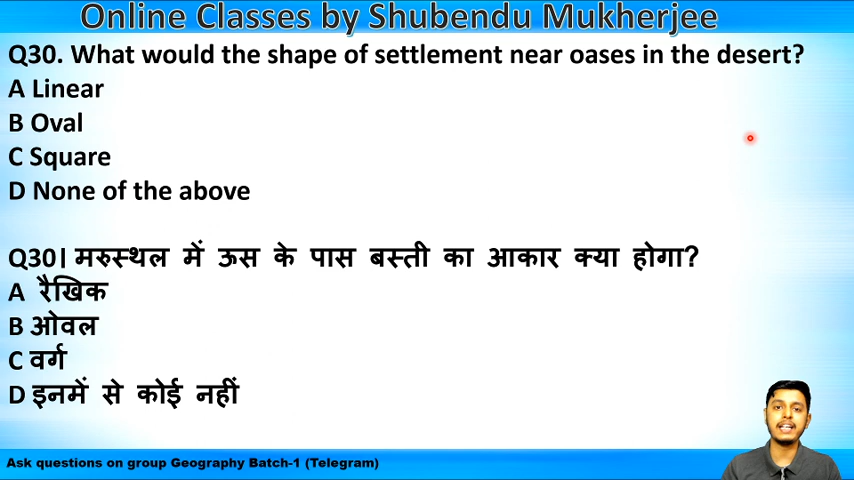 Online Classes by Shubendu Mukherjee
Q30. What would the shape of settlement near oases in the desert?
A Linear
B Oval
C Square
D None of the above
Q30। मरुस्थल में ऊस के पास बस्ती का आकार क्या होगा?
A रैखिक
B ओवल
C वर्ग
D इनमें से कोई नहीं
Ask questions on group Geography Batch-1 (Telegram)